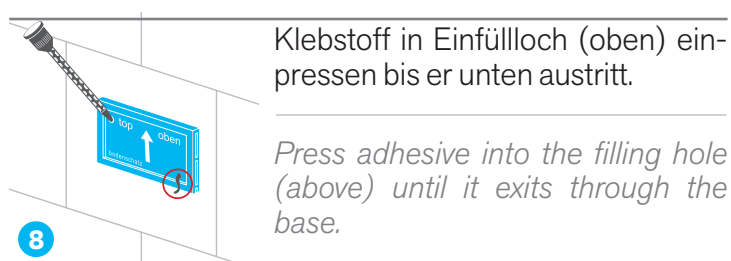 Klebstoff in Einfüllloch (oben) ein-
pressen bis er unten austritt.
Press adhesive into the filling hole
(above) until it exits through the
base.
top oben
bodenschatz
8